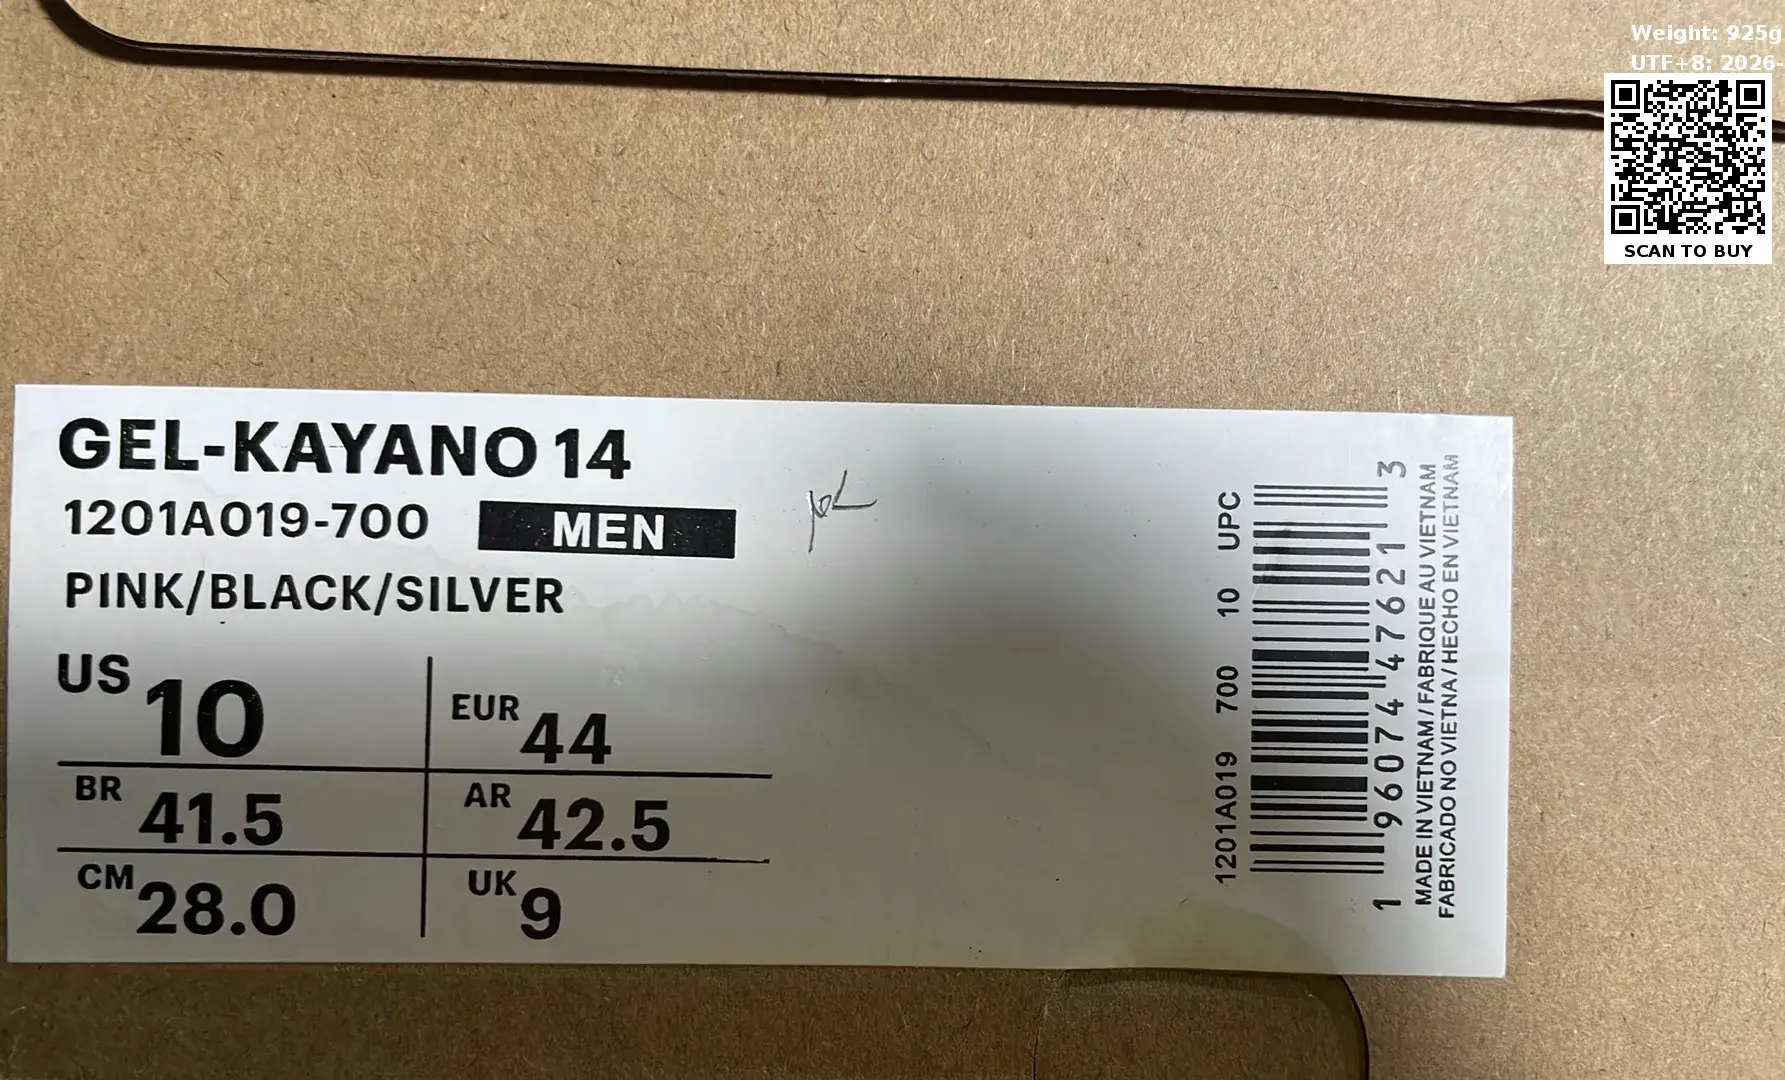 Weight: 925g
UTF+8: 2026-
SCAN TO BUY
GEL-KAYANO 14
1201A019-700 MEN
PINK/BLACK/SILVER
US 10 EUR 44
BR 41.5 AR 42.5
CM 28.0 UK 9
1201A019 700 10 UPC
1 96074 47621 3
MADE IN VIETNAM / FABRIQUE AU VIETNAM
FABRICADO NO VIETNA / HECHO EN VIETNAM